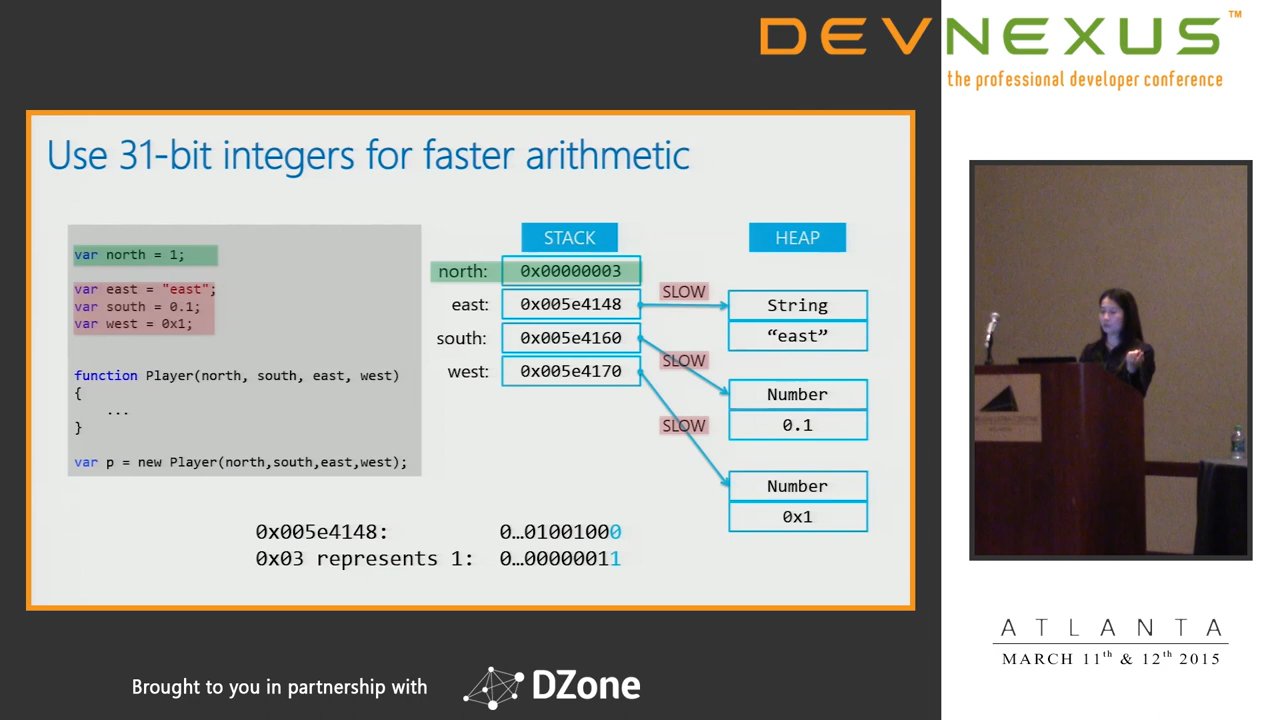 DEVNEXUS™
the professional developer conference
Use 31-bit integers for faster arithmetic
var north = 1;
var east = "east";
var south = 0.1;
var west = 0x1;
function Player(north, south, east, west)
{
...
}
var p = new Player(north,south,east,west);
STACK
HEAP
north: 0x00000003
east: 0x005e4148
south: 0x005e4160
west: 0x005e4170
SLOW
SLOW
SLOW
String
“east”
Number
0.1
Number
0x1
0x005e4148: 0…01001000
0x03 represents 1: 0…00000011
ATLANTA
MARCH 11th & 12th 2015
Brought to you in partnership with
DZone